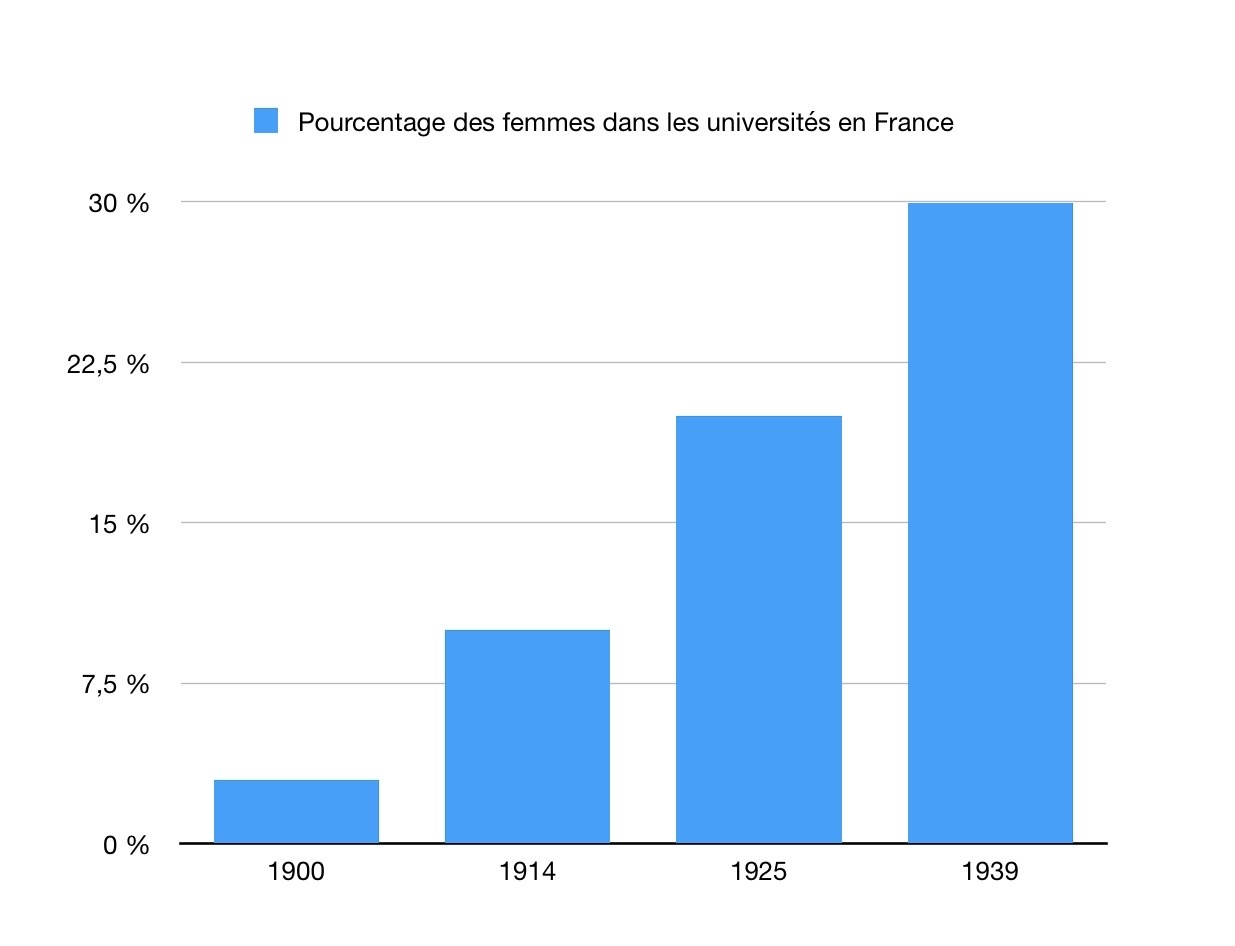 Pourcentage des femmes dans les universités en France
30 %
22,5 %
15 %
7,5 %
0 %
1900 1914 1925 1939